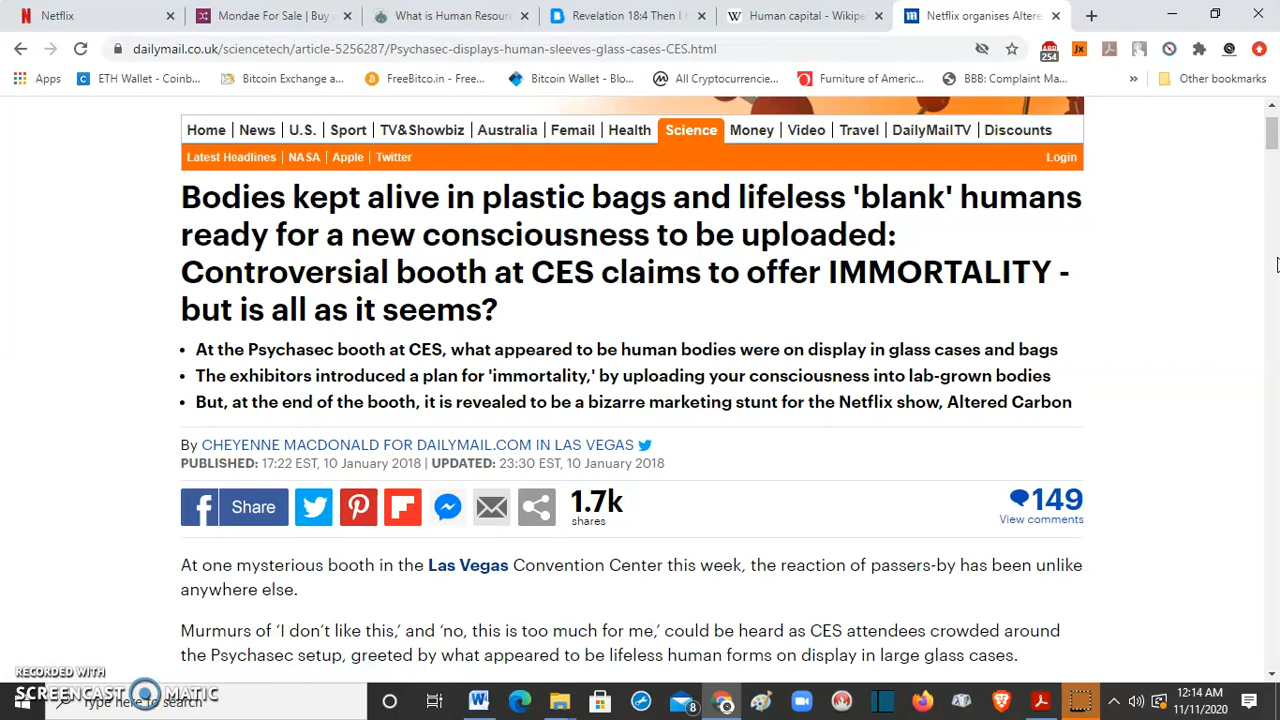 Netflix
Mondae For Sale | Buy
What is Human Resour
Revelation 18:4 Then I h
Human capital - Wikipe
Netflix organises Altere
dailymail.co.uk/sciencetech/article-5256287/Psychasec-displays-human-sleeves-glass-cases-CES.html
254
Apps
ETH Wallet - Coinb...
Bitcoin Exchange a...
FreeBitco.in - Free...
Bitcoin Wallet - Blo...
All Cryptocurrencie...
Furniture of Americ...
BBB: Complaint Ma...
Other bookmarks
Home News U.S. Sport TV&Showbiz Australia Femail Health Science Money Video Travel DailyMailTV Discounts
Latest Headlines NASA Apple Twitter Login
Bodies kept alive in plastic bags and lifeless 'blank' humans
ready for a new consciousness to be uploaded:
Controversial booth at CES claims to offer IMMORTALITY -
but is all as it seems?
• At the Psychasec booth at CES, what appeared to be human bodies were on display in glass cases and bags
• The exhibitors introduced a plan for 'immortality,' by uploading your consciousness into lab-grown bodies
• But, at the end of the booth, it is revealed to be a bizarre marketing stunt for the Netflix show, Altered Carbon
By CHEYENNE MACDONALD FOR DAILYMAIL.COM IN LAS VEGAS
PUBLISHED: 17:22 EST, 10 January 2018 | UPDATED: 23:30 EST, 10 January 2018
Share
1.7k
shares
149
View comments
At one mysterious booth in the Las Vegas Convention Center this week, the reaction of passers-by has been unlike
anywhere else.
Murmurs of 'I don't like this,' and 'no, this is too much for me,' could be heard as CES attendees crowded around
the Psychasec setup, greeted by what appeared to be lifeless human forms on display in large glass cases.
RECORDED WITH
SCREENCAST MATIC
Type here to search
8
12:14 AM
11/11/2020